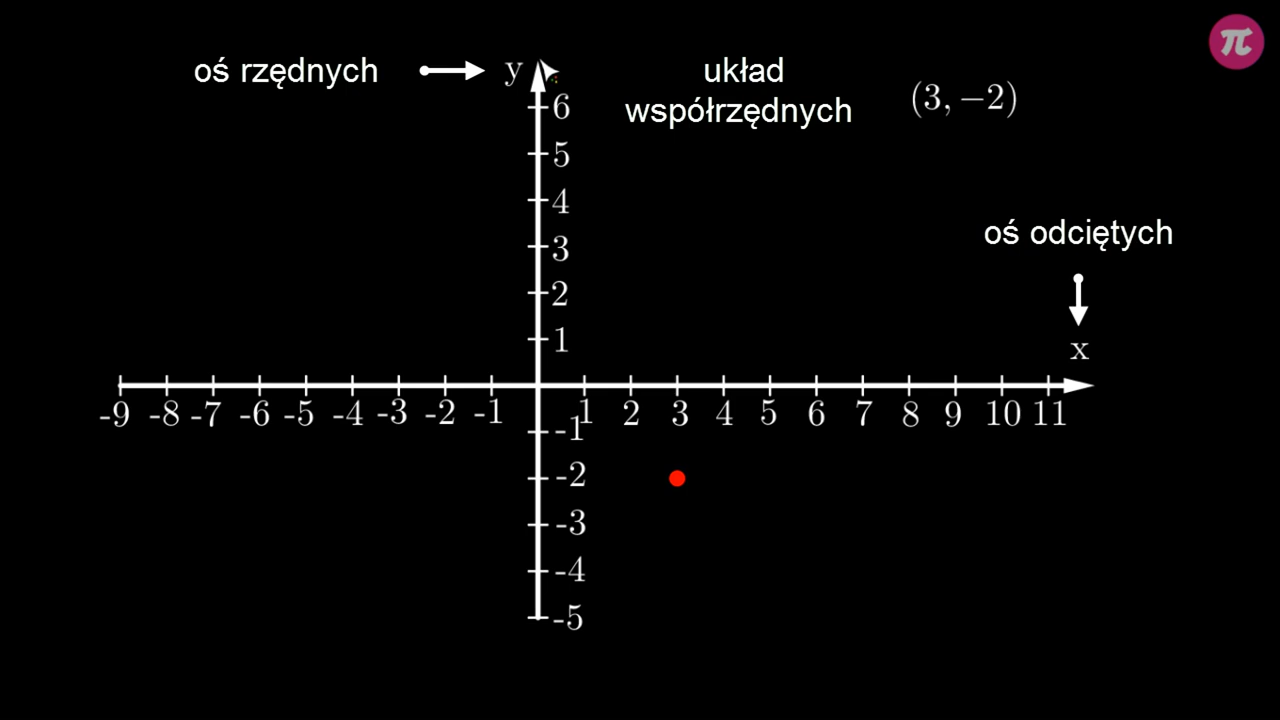 π
oś rzędnych
y
układ
współrzędnych
(3, −2)
6
5
4
3
2
1
oś odciętych
x
-9 -8 -7 -6 -5 -4 -3 -2 -1 1 2 3 4 5 6 7 8 9 10 11
-1
-2
-3
-4
-5